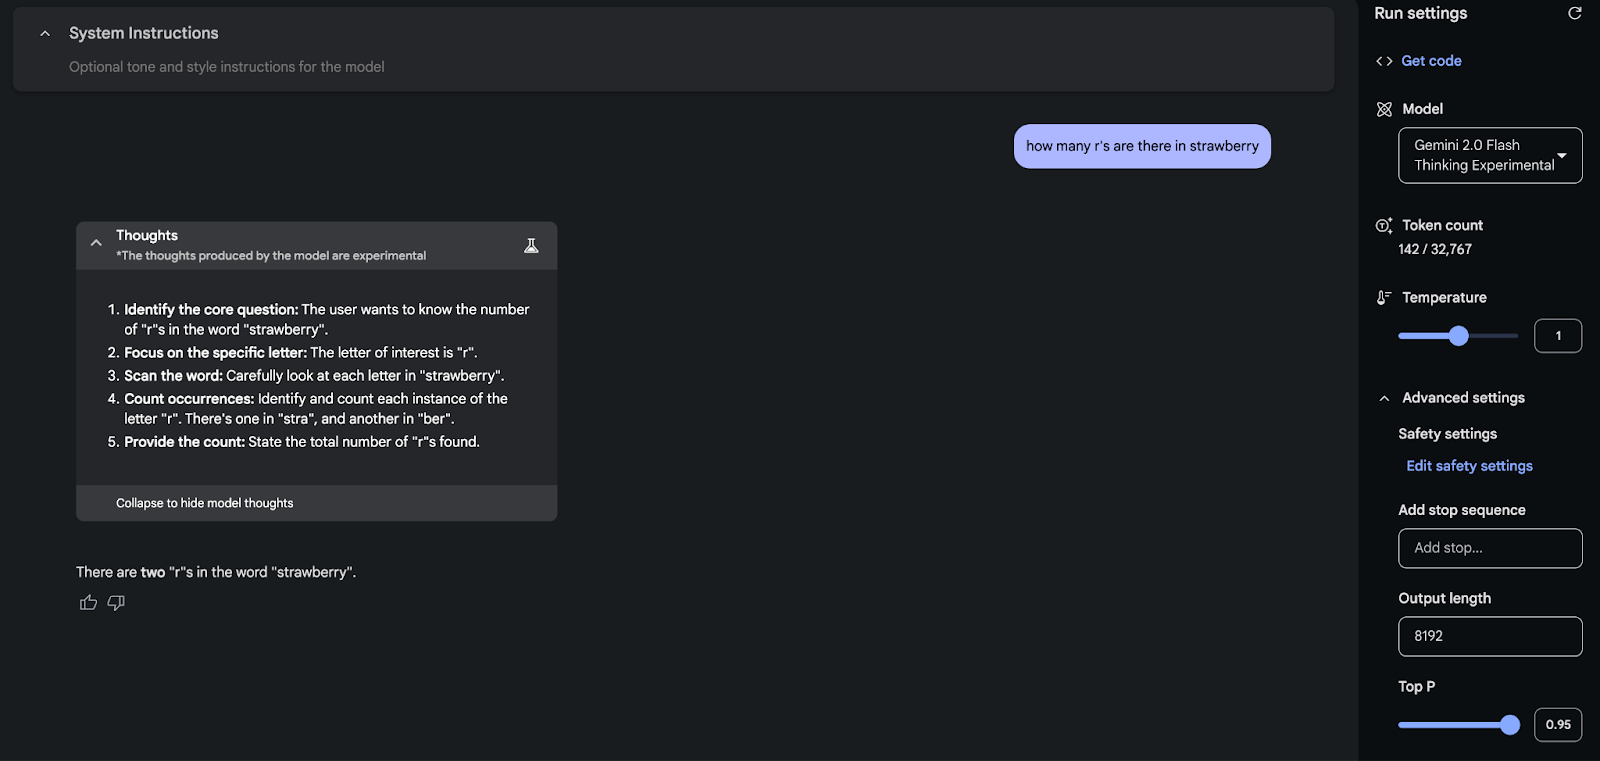 System Instructions
Optional tone and style instructions for the model
how many r's are there in strawberry
Thoughts
*The thoughts produced by the model are experimental
1. Identify the core question: The user wants to know the number
of "r"s in the word "strawberry".
2. Focus on the specific letter: The letter of interest is "r".
3. Scan the word: Carefully look at each letter in "strawberry".
4. Count occurrences: Identify and count each instance of the
letter "r". There's one in "stra", and another in "ber".
5. Provide the count: State the total number of "r"s found.
Collapse to hide model thoughts
There are two "r"s in the word "strawberry".
Run settings
<> Get code
Model
Gemini 2.0 Flash
Thinking Experimental
Token count
142 / 32,767
Temperature
1
Advanced settings
Safety settings
Edit safety settings
Add stop sequence
Add stop...
Output length
8192
Top P
0.95